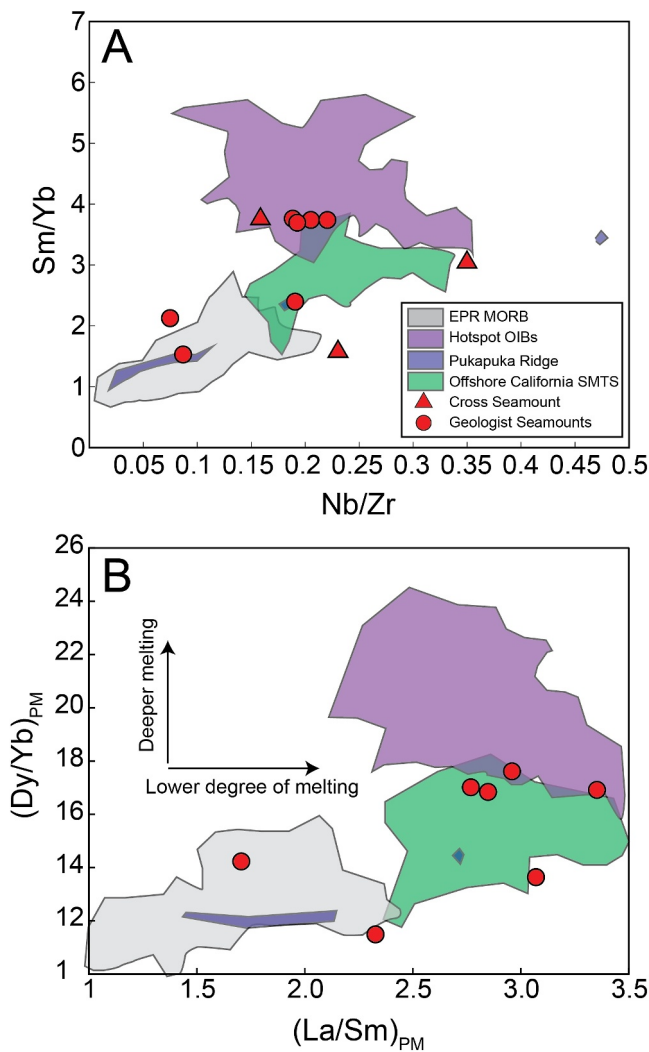 A
7
6
5
4
3
2
1
0
Sm/Yb
0.05 0.1 0.15 0.2 0.25 0.3 0.35 0.4 0.45 0.5
Nb/Zr
EPR MORB
Hotspot OIBs
Pukapuka Ridge
Offshore California SMTS
Cross Seamount
Geologist Seamounts
B
26
24
22
20
18
16
14
12
1
(Dy/Yb)PM
Deeper melting
Lower degree of melting
1 1.5 2.0 2.5 3.0 3.5
(La/Sm)PM